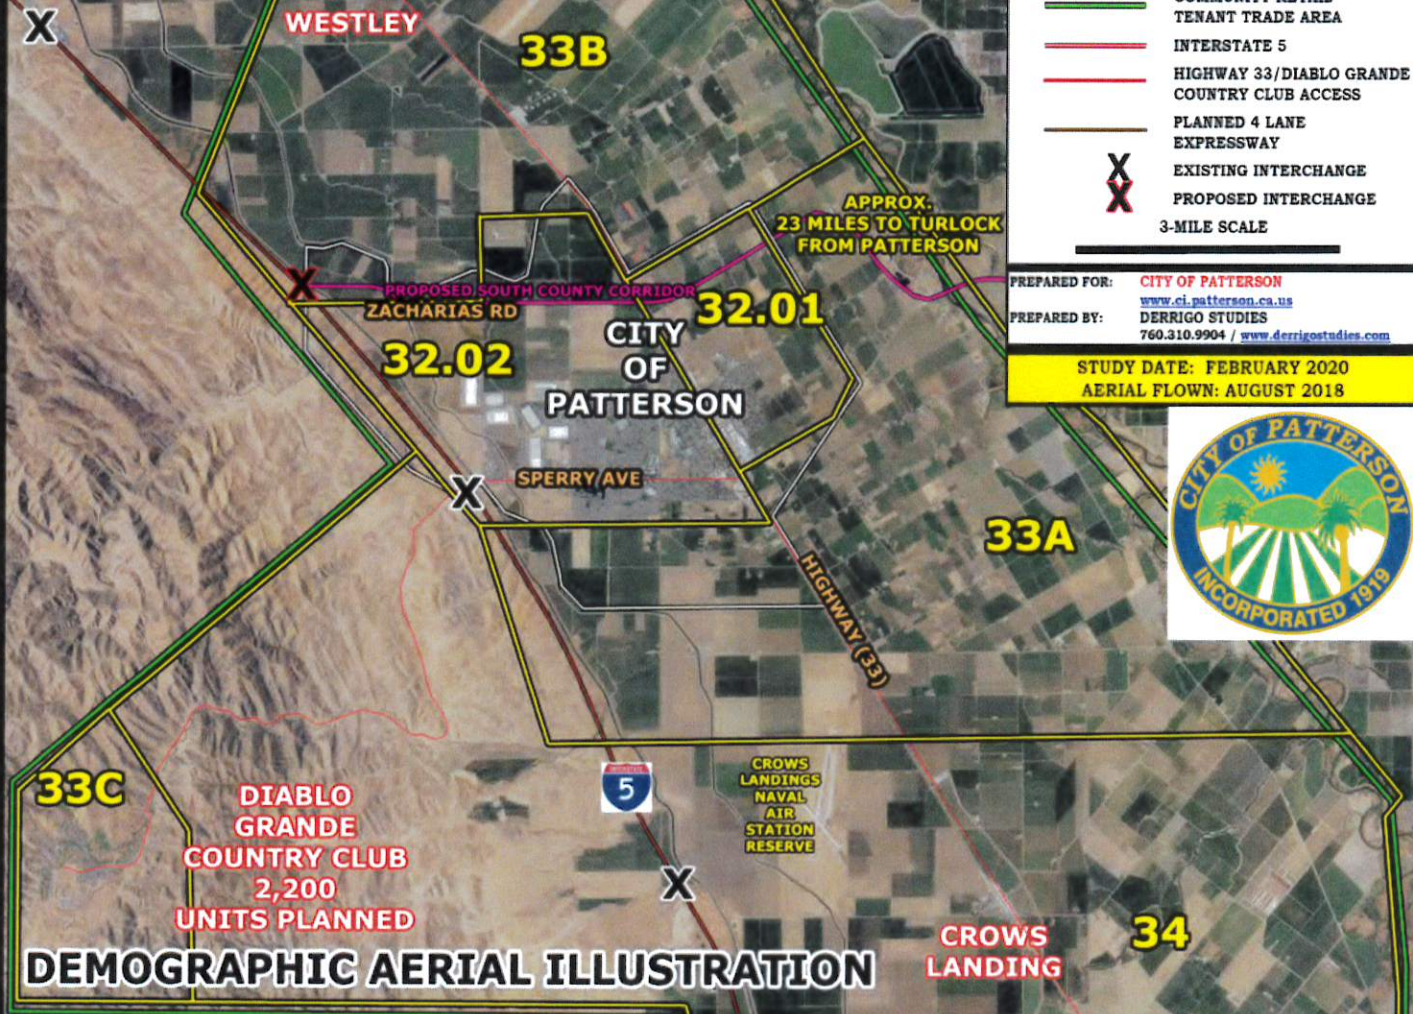 WESTLEY
33B
COMMUNITY RETAIL
TENANT TRADE AREA
INTERSTATE 5
HIGHWAY 33/DIABLO GRANDE
COUNTRY CLUB ACCESS
PLANNED 4 LANE
EXPRESSWAY
X
EXISTING INTERCHANGE
X
PROPOSED INTERCHANGE
3-MILE SCALE
PREPARED FOR: CITY OF PATTERSON
www.ci.patterson.ca.us
PREPARED BY: DERRIGO STUDIES
760.310.9904 / www.derrigostudies.com
STUDY DATE: FEBRUARY 2020
AERIAL FLOWN: AUGUST 2018
CITY OF PATTERSON
INCORPORATED 1919
X
APPROX.
23 MILES TO TURLOCK
FROM PATTERSON
X
PROPOSED SOUTH COUNTY CORRIDOR
ZACHARIAS RD
32.01
32.02
CITY
OF
PATTERSON
X
SPERRY AVE
33A
HIGHWAY (33)
33C
DIABLO
GRANDE
COUNTRY CLUB
2,200
UNITS PLANNED
INTERSTATE
5
CROWS
LANDINGS
NAVAL
AIR
STATION
RESERVE
X
CROWS
LANDING
34
DEMOGRAPHIC AERIAL ILLUSTRATION